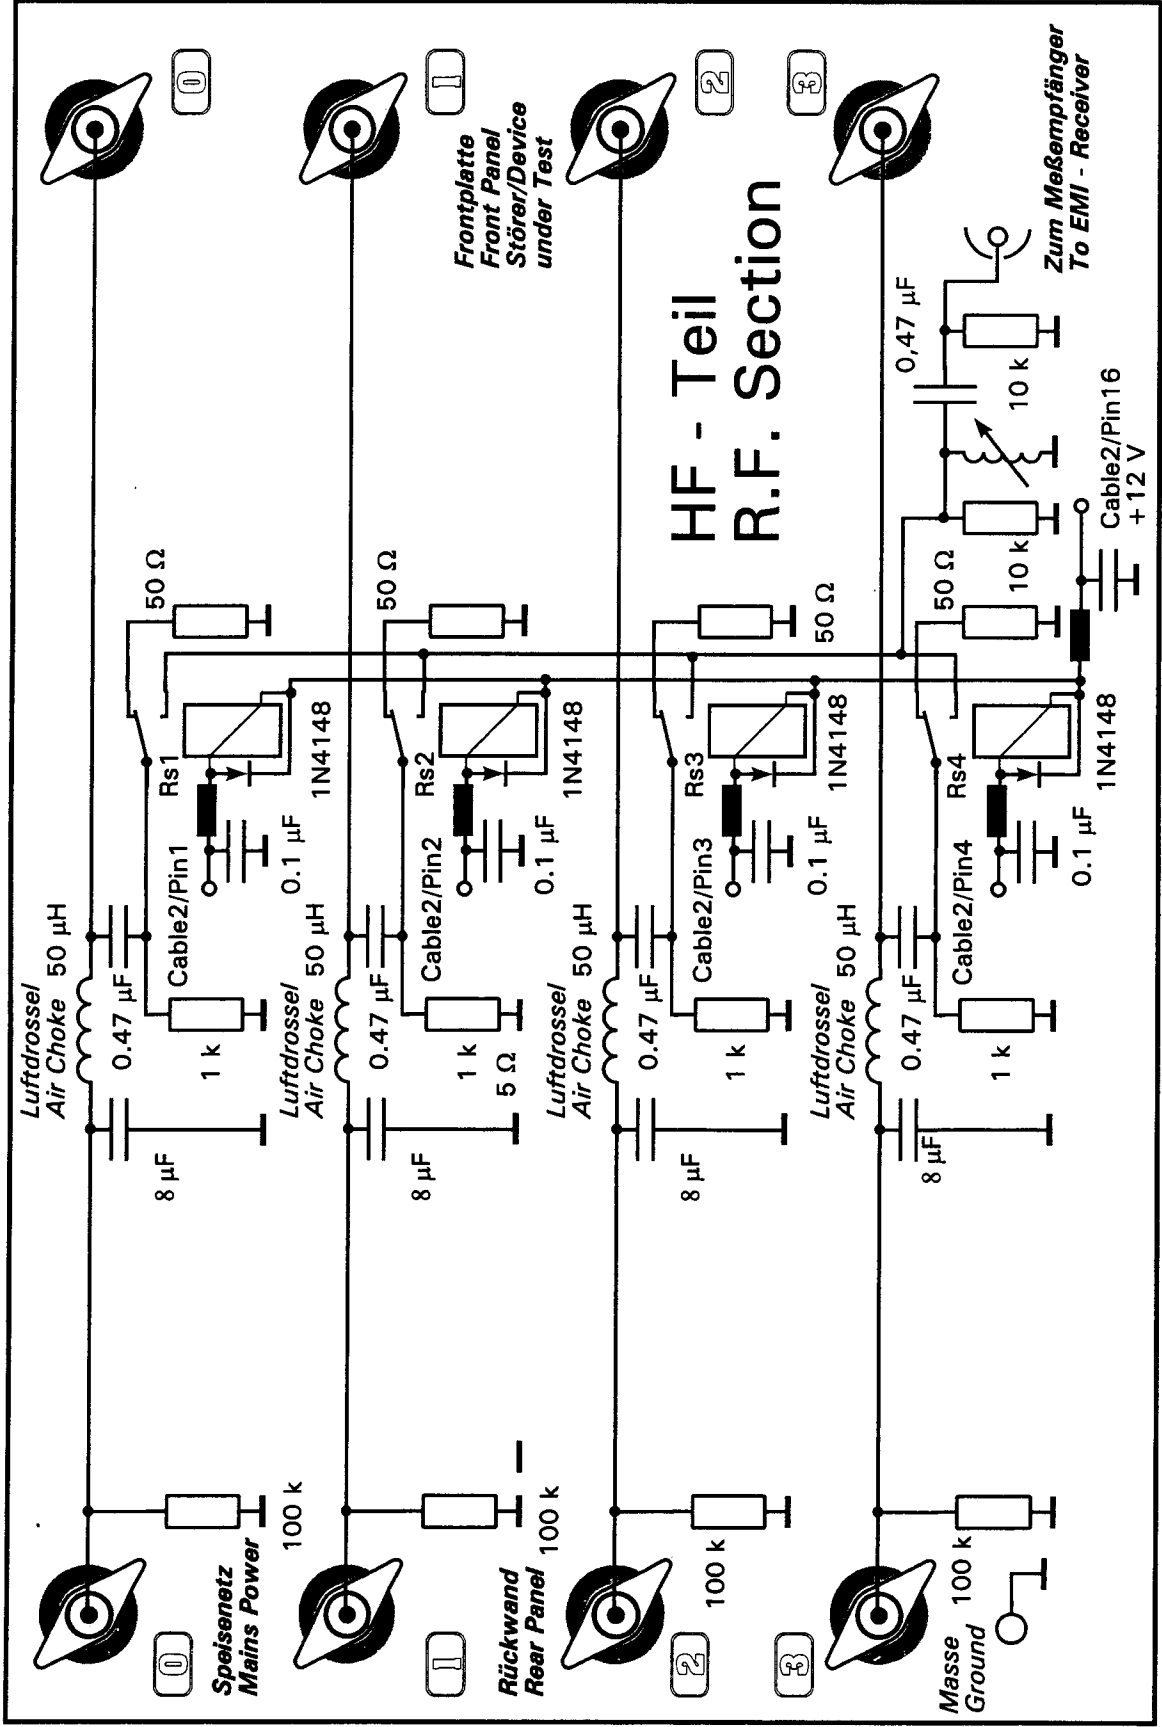 0
1
2
3
Frontplatte
Front Panel
Störer/Device
under Test
HF - Teil
R.F. Section
Zum Meßempfänger
To EMI - Receiver
0,47 µF
10 k
10 k
Cable2/Pin16
+12 V
50 Ω
50 Ω
50 Ω
50 Ω
Rs1
Rs2
Rs3
Rs4
1N4148
1N4148
1N4148
1N4148
Cable2/Pin1
Cable2/Pin2
Cable2/Pin3
Cable2/Pin4
0.1 µF
0.1 µF
0.1 µF
0.1 µF
Luftdrossel
Air Choke 50 µH
Luftdrossel
Air Choke 50 µH
Luftdrossel
Air Choke 50 µH
Luftdrossel
Air Choke 50 µH
0.47 µF
0.47 µF
0.47 µF
0.47 µF
1 k
1 k
5 Ω
1 k
1 k
8 µF
8 µF
8 µF
8 µF
100 k
100 k
100 k
100 k
0
Speisenetz
Mains Power
1
Rückwand
Rear Panel
2
3
Masse
Ground